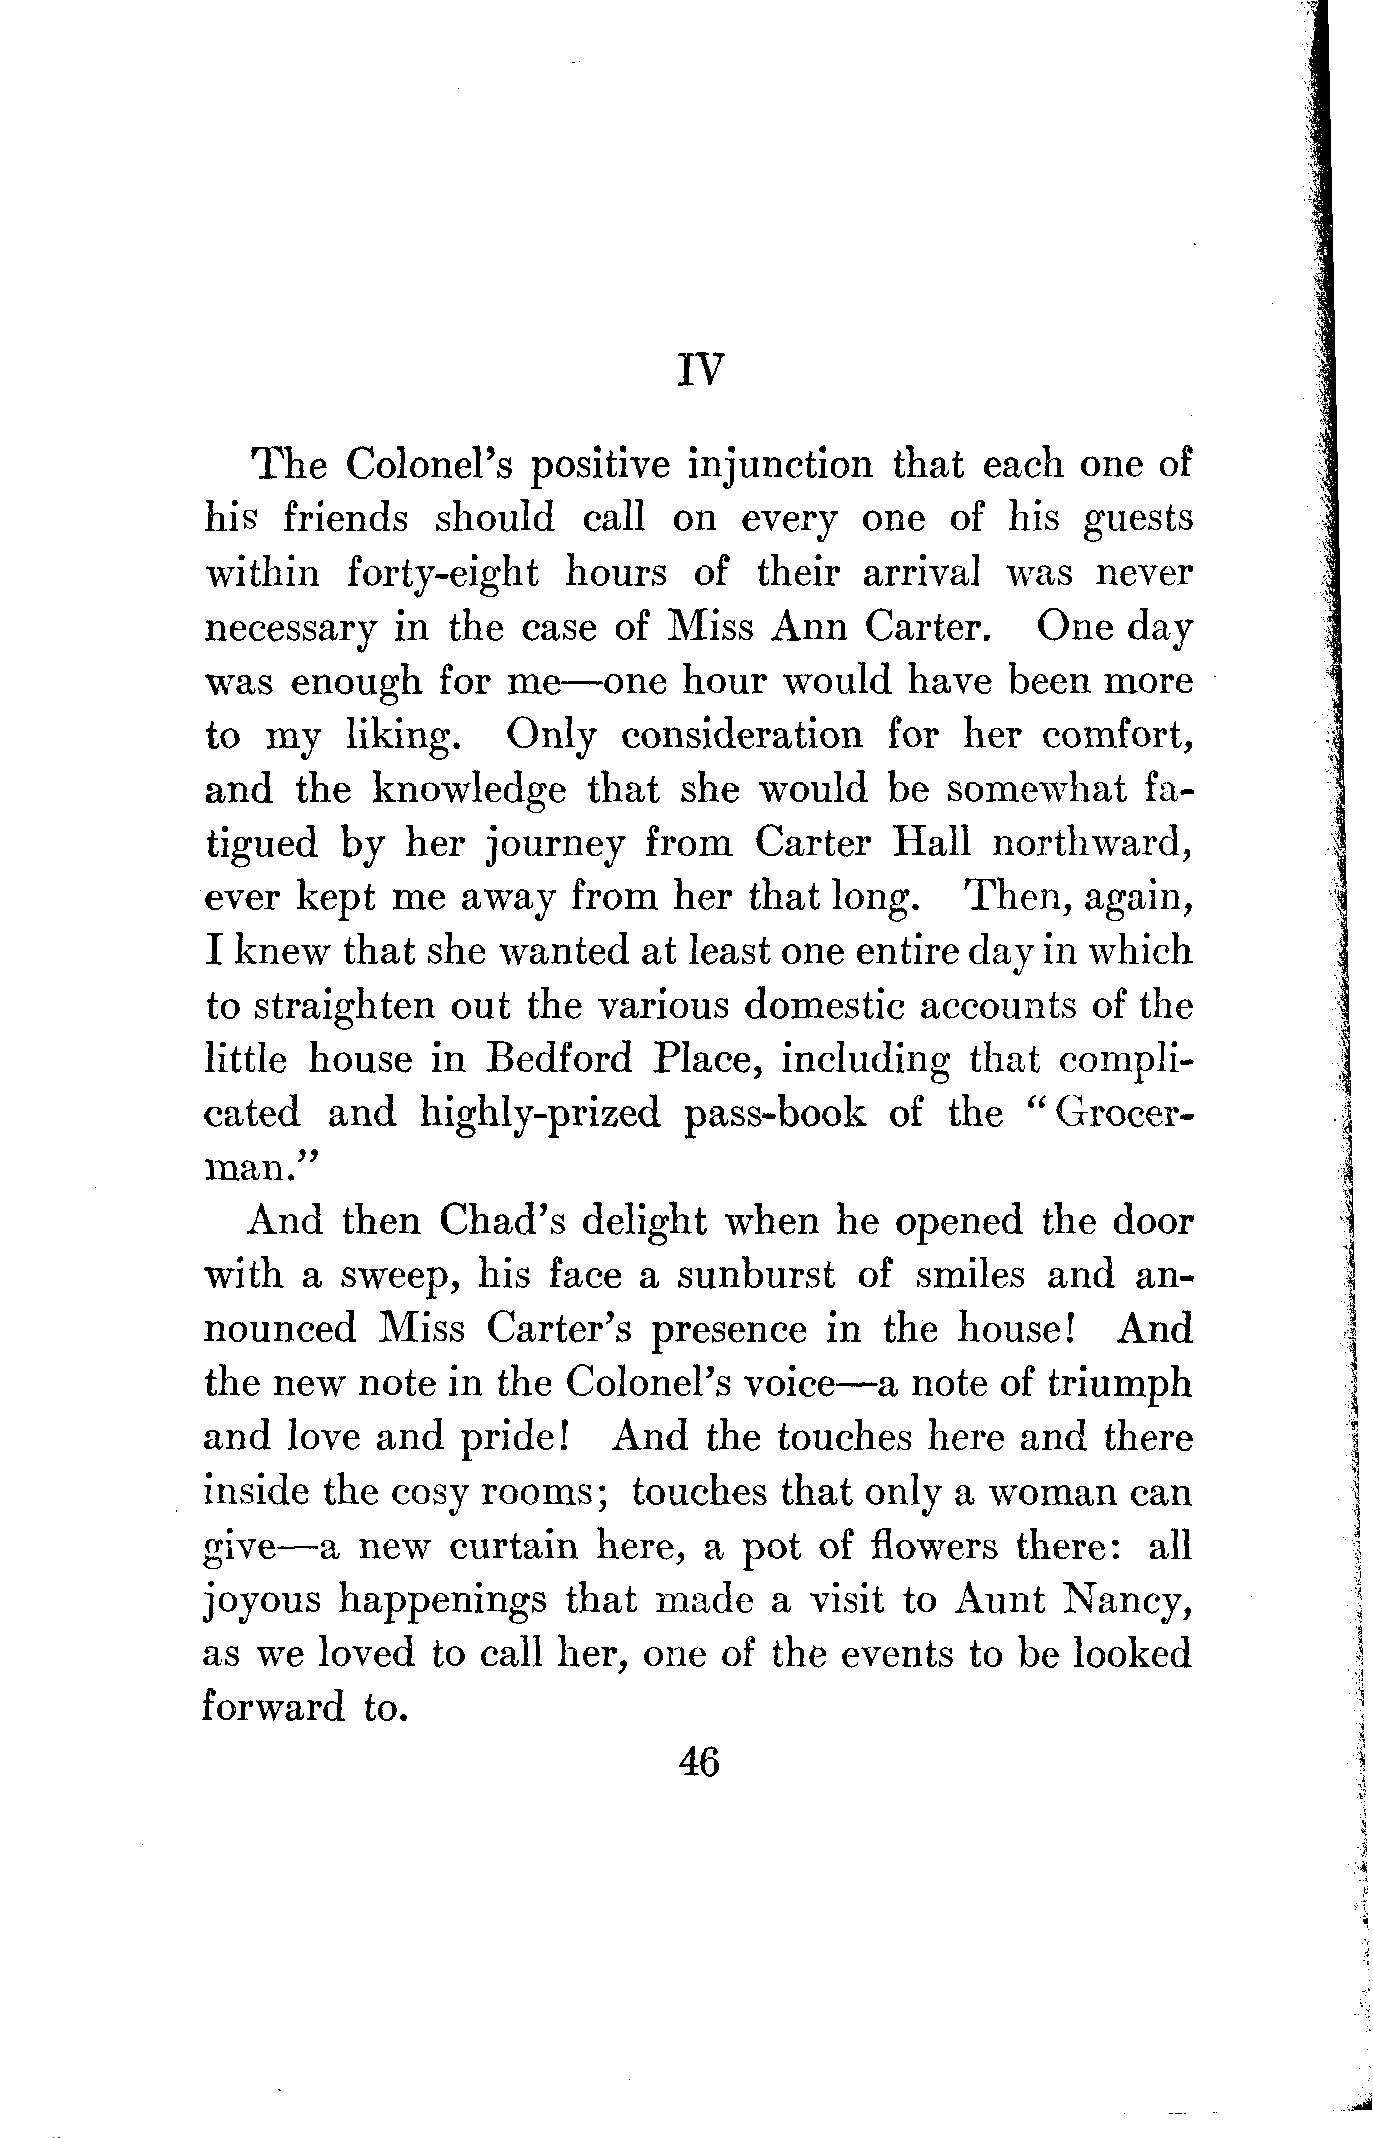 IV
The Colonel's positive injunction that each one of
his friends should call on every one of his guests
within forty-eight hours of their arrival was never
necessary in the case of Miss Ann Carter. One day
was enough for me—one hour would have been more
to my liking. Only consideration for her comfort,
and the knowledge that she would be somewhat fa-
tigued by her journey from Carter Hall northward,
ever kept me away from her that long. Then, again,
I knew that she wanted at least one entire day in which
to straighten out the various domestic accounts of the
little house in Bedford Place, including that compli-
cated and highly-prized pass-book of the "Grocer-
man."
And then Chad's delight when he opened the door
with a sweep, his face a sunburst of smiles and an-
nounced Miss Carter's presence in the house! And
the new note in the Colonel's voice—a note of triumph
and love and pride! And the touches here and there
inside the cosy rooms; touches that only a woman can
give—a new curtain here, a pot of flowers there: all
joyous happenings that made a visit to Aunt Nancy,
as we loved to call her, one of the events to be looked
forward to.
46